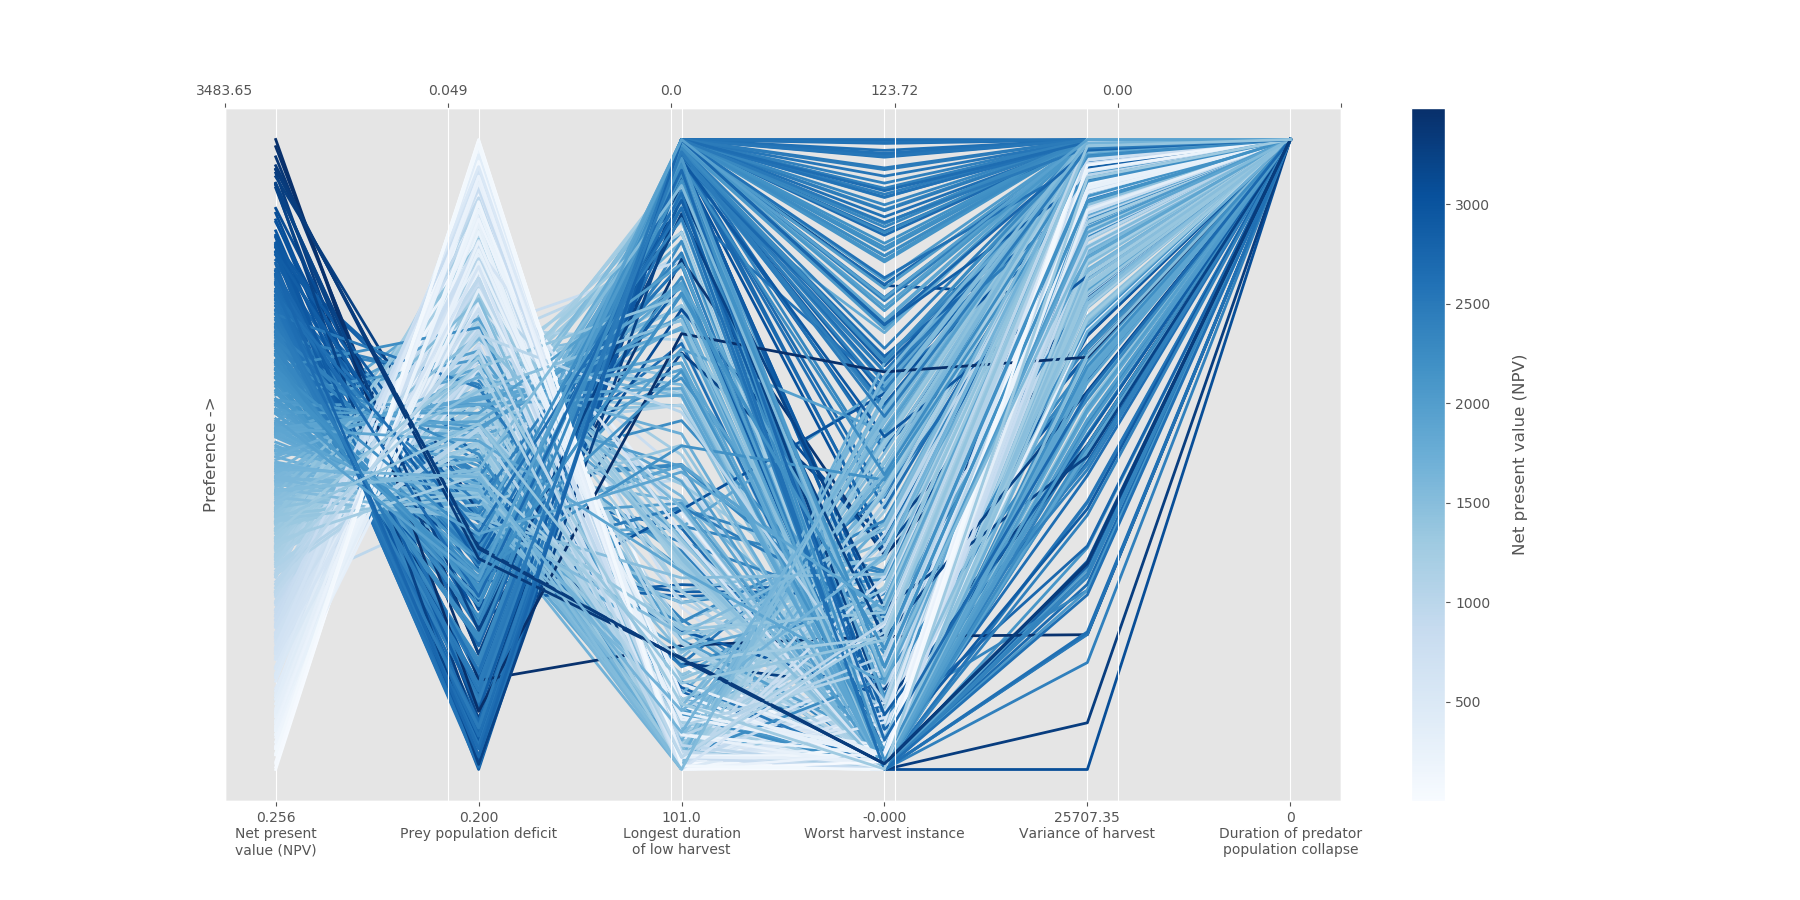 3483.65
0.049
0.0
123.72
0.00
Preference ->
3000
2500
2000
1500
1000
500
Net present value (NPV)
0.256
0.200
101.0
-0.000
25707.35
0
Net present
value (NPV)
Prey population deficit
Longest duration
of low harvest
Worst harvest instance
Variance of harvest
Duration of predator
population collapse